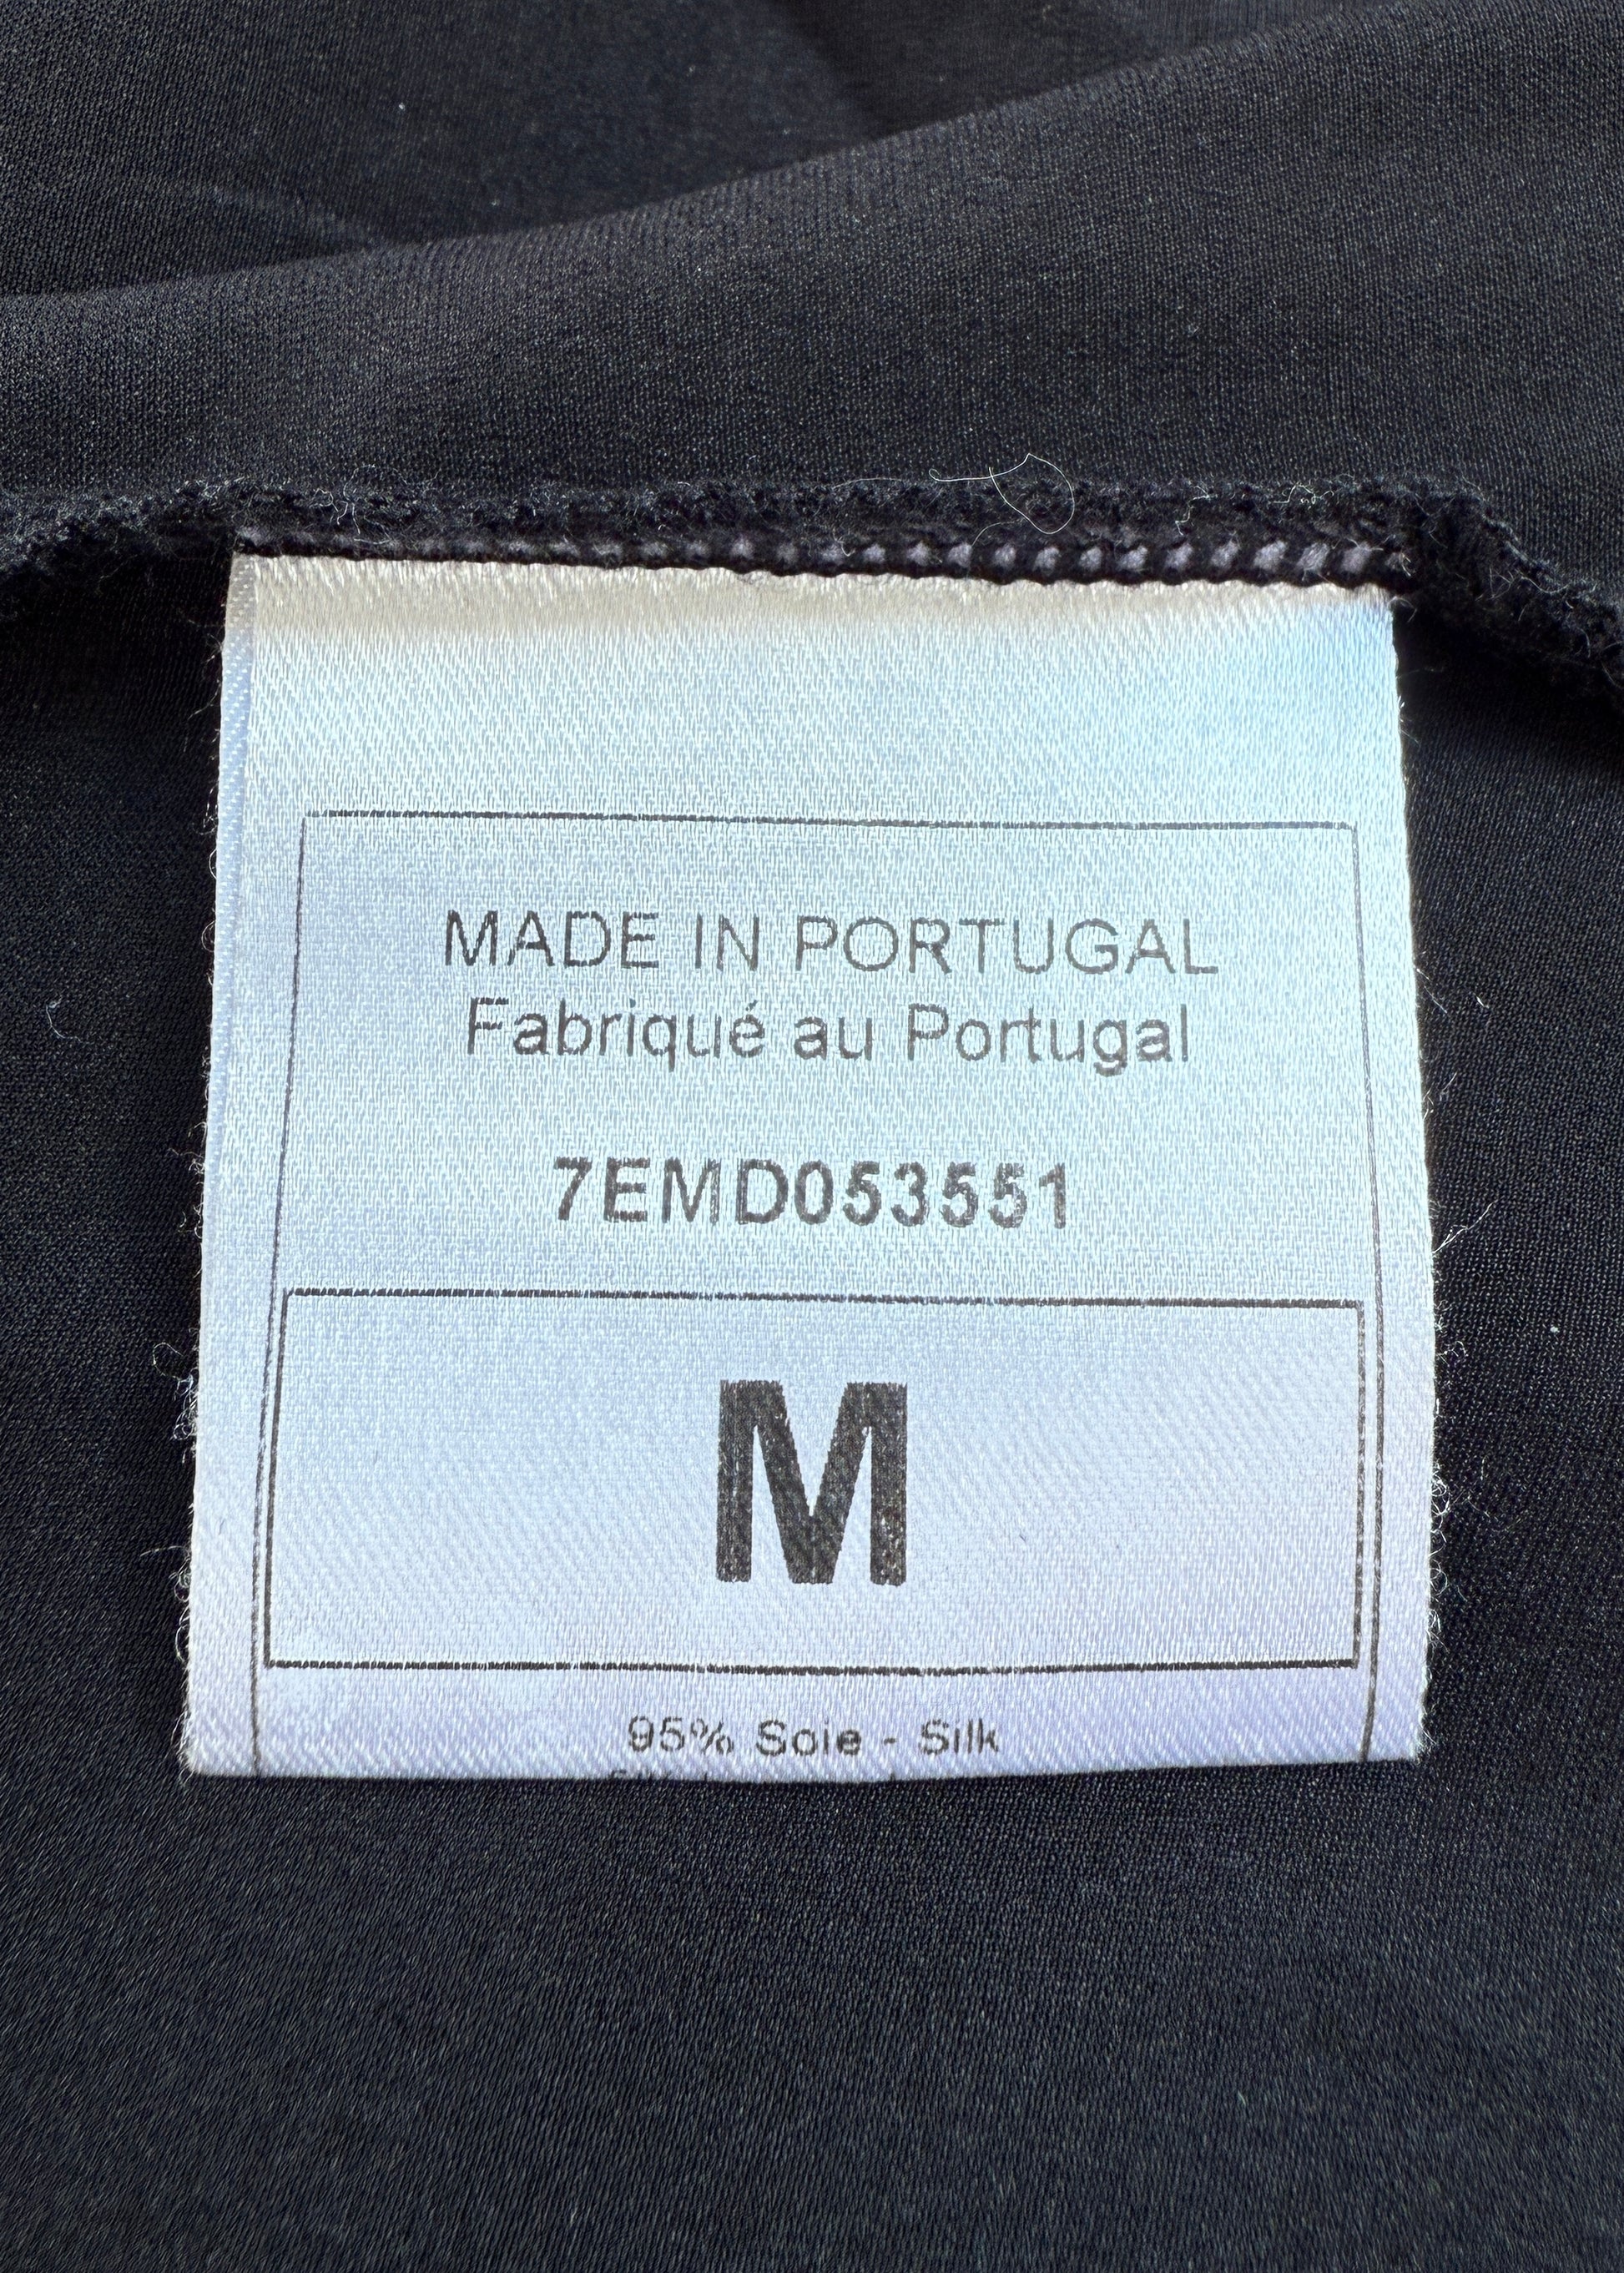 MADE IN PORTUGAL
Fabriqué au Portugal
7EMD053551
M
95% Soie - Silk